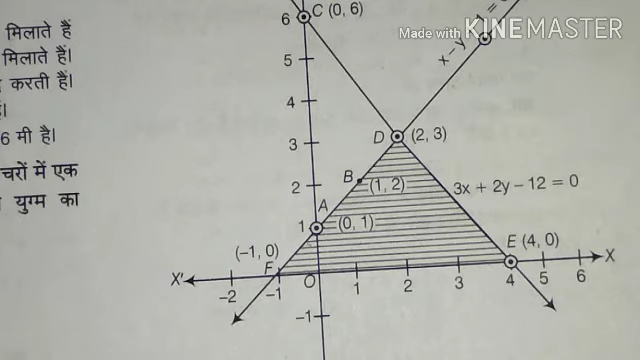 मिलाते हैं
मिलाते हैं।
करती हैं।
6 मी है।
चरों में एक
युग्म का
Made with KINEMASTER
C (0, 6)
6
5
4
3
2
1
-1
D (2, 3)
B (1, 2)
A (0, 1)
3x + 2y – 12 = 0
E (4, 0)
(–1, 0)
F
O
X'
X
-2 -1 1 2 3 4 5 6